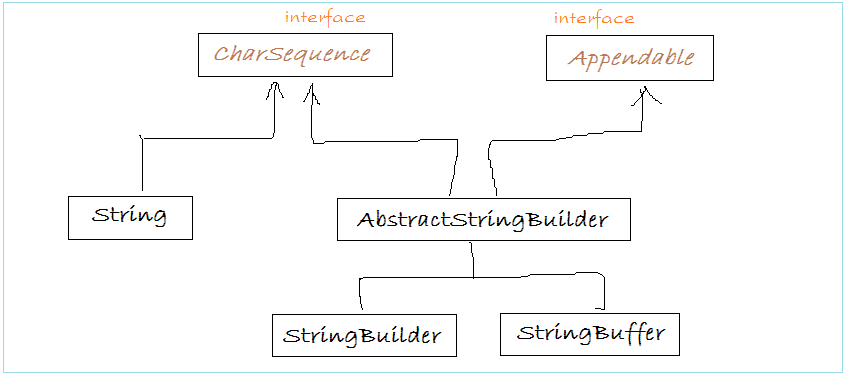 interface
interface
CharSequence
Appendable
String
AbstractStringBuilder
StringBuilder
StringBuffer